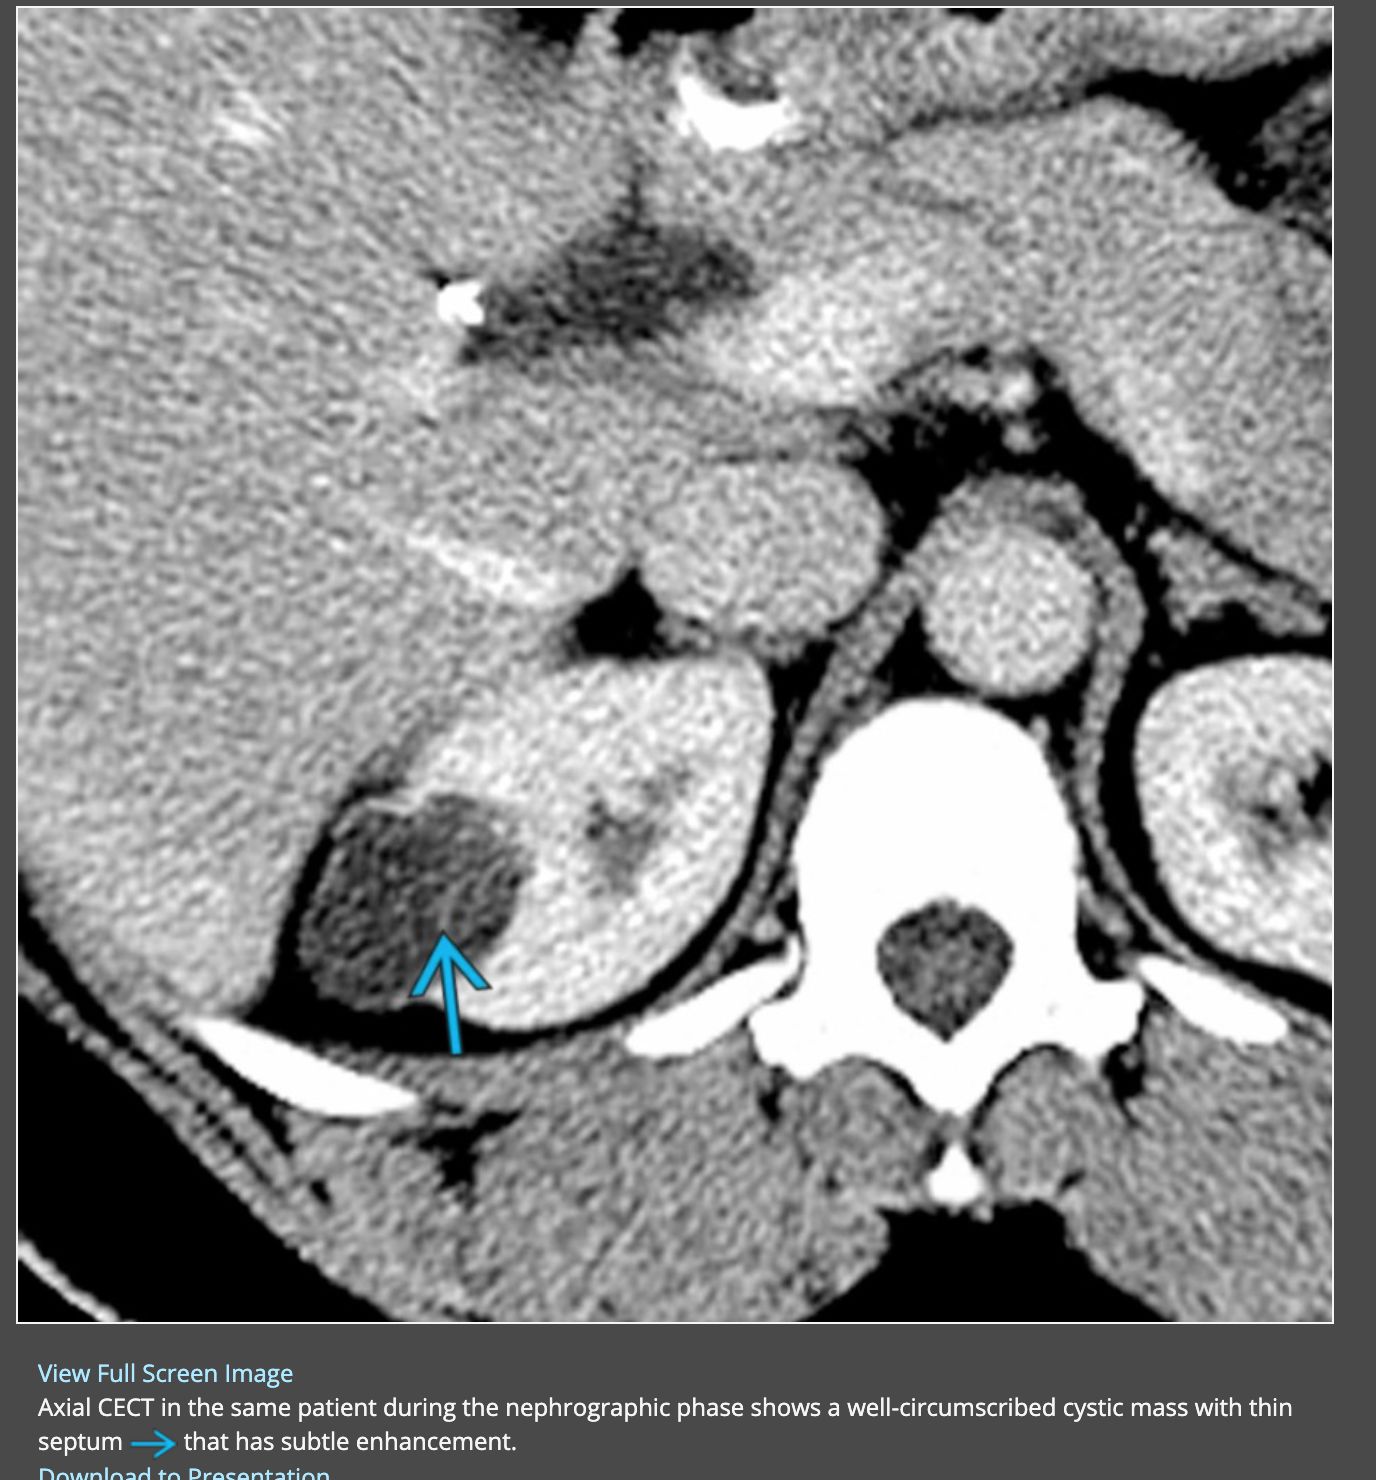 View Full Screen Image
Axial CECT in the same patient during the nephrographic phase shows a well-circumscribed cystic mass with thin
septum that has subtle enhancement.
Download to Presentation